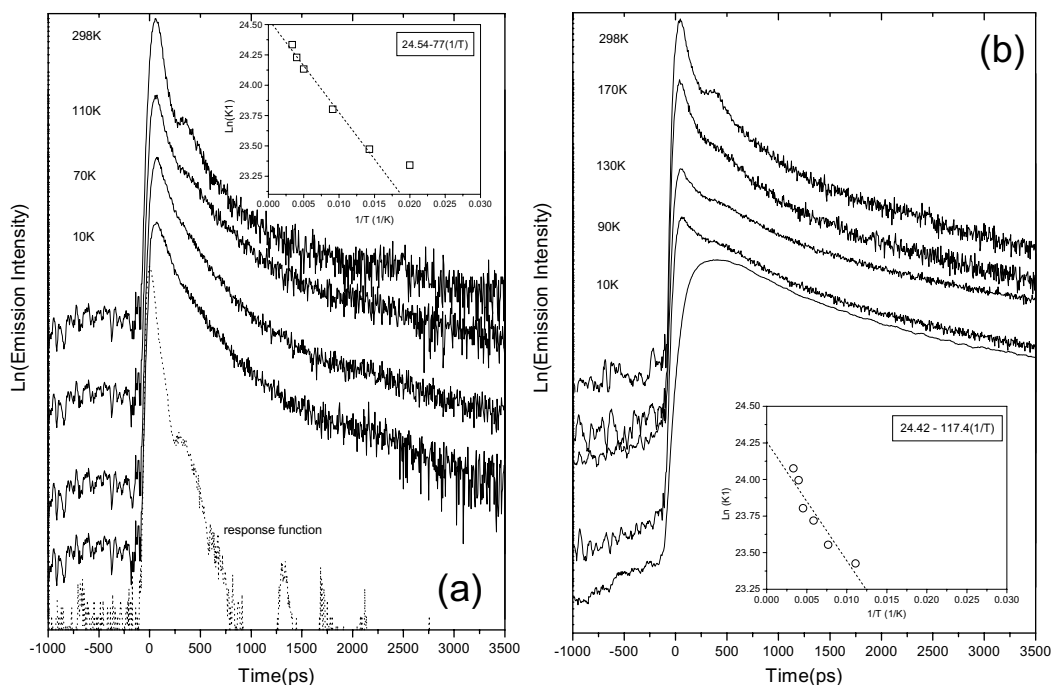 298K
110K
70K
10K
Ln(Emission Intensity)
24.50
24.25
24.00
23.75
23.50
23.25
Ln(K1)
24.54-77(1/T)
0.000 0.005 0.010 0.015 0.020 0.025 0.030
1/T (1/K)
response function
(a)
-1000 -500 0 500 1000 1500 2000 2500 3000 3500
Time(ps)
(b)
298K
170K
130K
90K
10K
Ln(Emission Intensity)
24.50
24.25
24.00
23.75
23.50
23.25
Ln (K1)
24.42 - 117.4(1/T)
0.000 0.005 0.010 0.015 0.020 0.025 0.030
1/T (1/K)
-1000 -500 0 500 1000 1500 2000 2500 3000 3500
Time(ps)